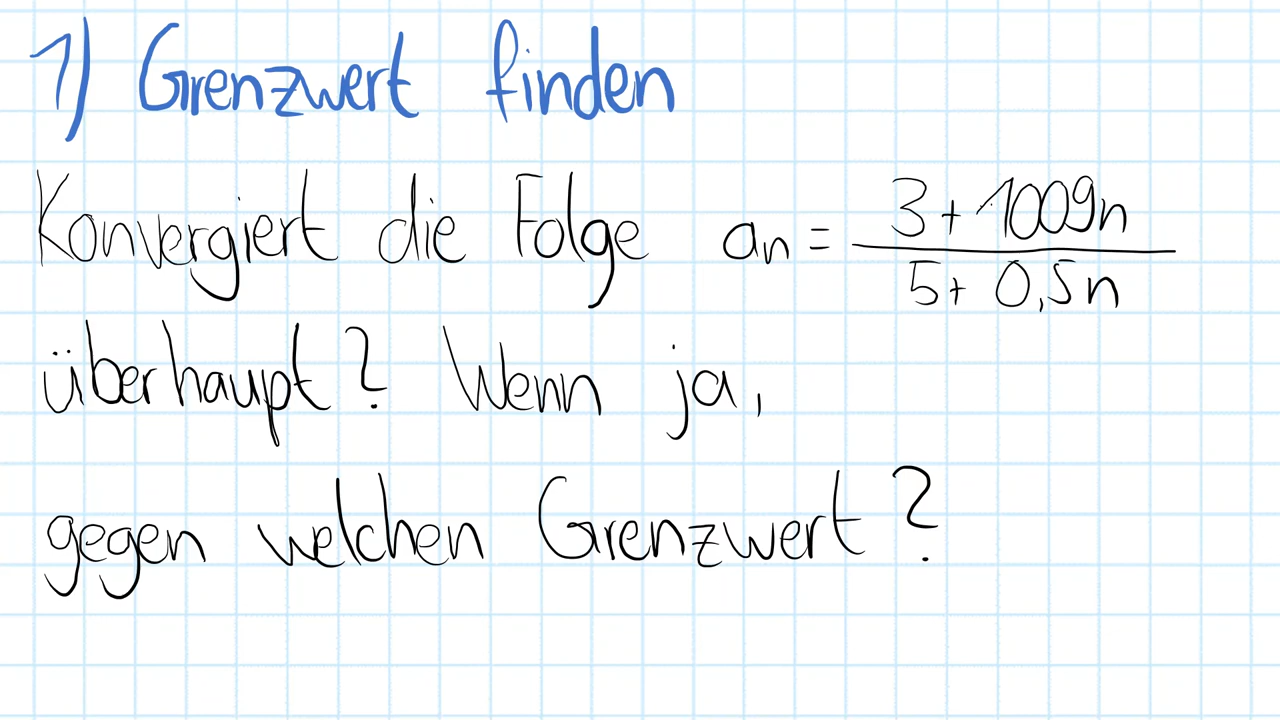 1) Grenzwert finden
Konvergiert die Folge an = (3 + 1009n) / (5 + 0,5n)
überhaupt? Wenn ja,
gegen welchen Grenzwert?